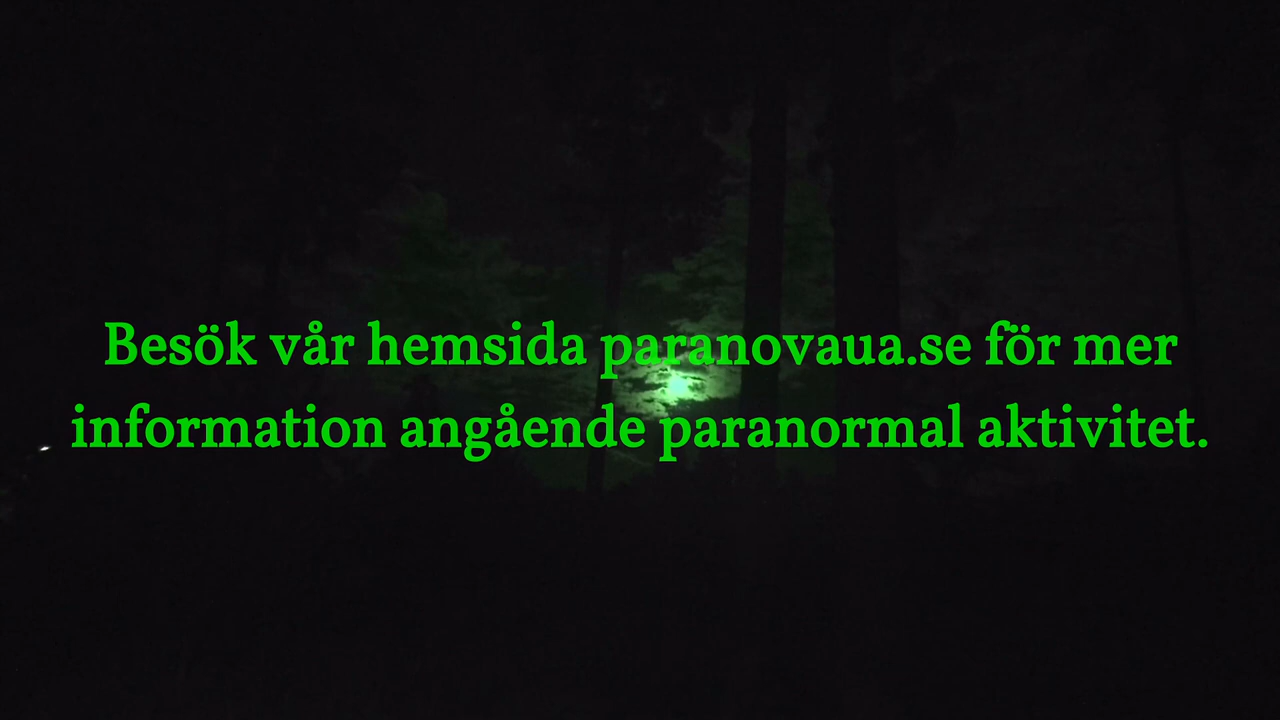 Besök vår hemsida paranovaua.se för mer
information angående paranormal aktivitet.